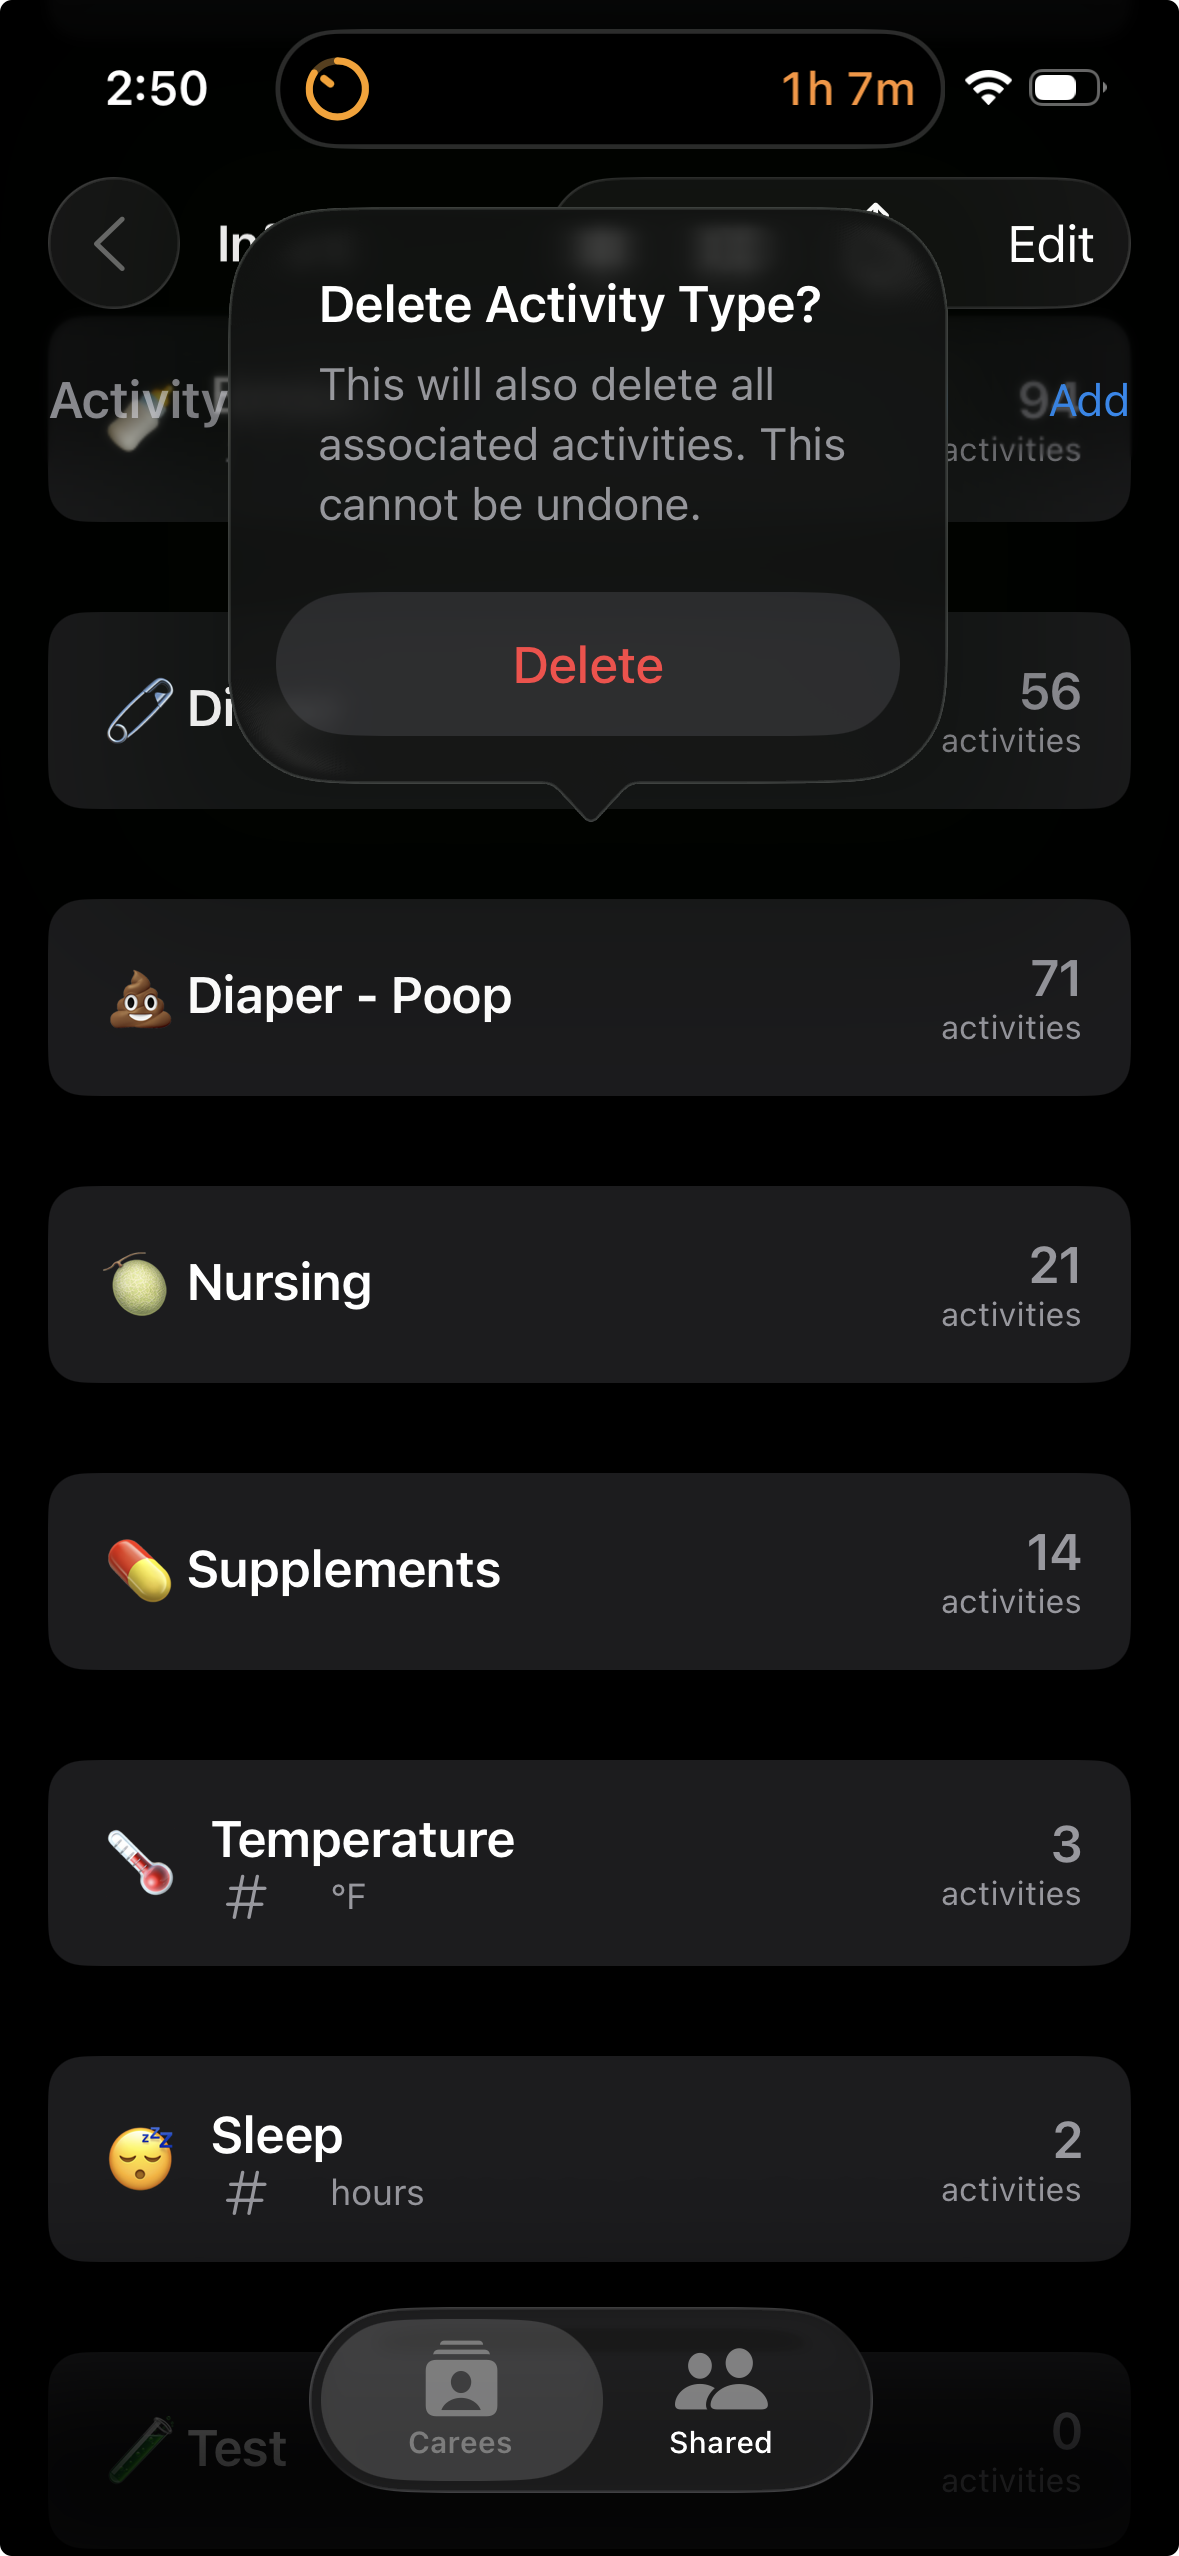 2:50
1h 7m
Edit
Delete Activity Type?
This will also delete all
associated activities. This
cannot be undone.
Delete
Activity
94
Add
activities
56
activities
Diaper - Poop
71
activities
Nursing
21
activities
Supplements
14
activities
Temperature
# °F
3
activities
Sleep
# hours
2
activities
Test
0
activities
Carees
Shared